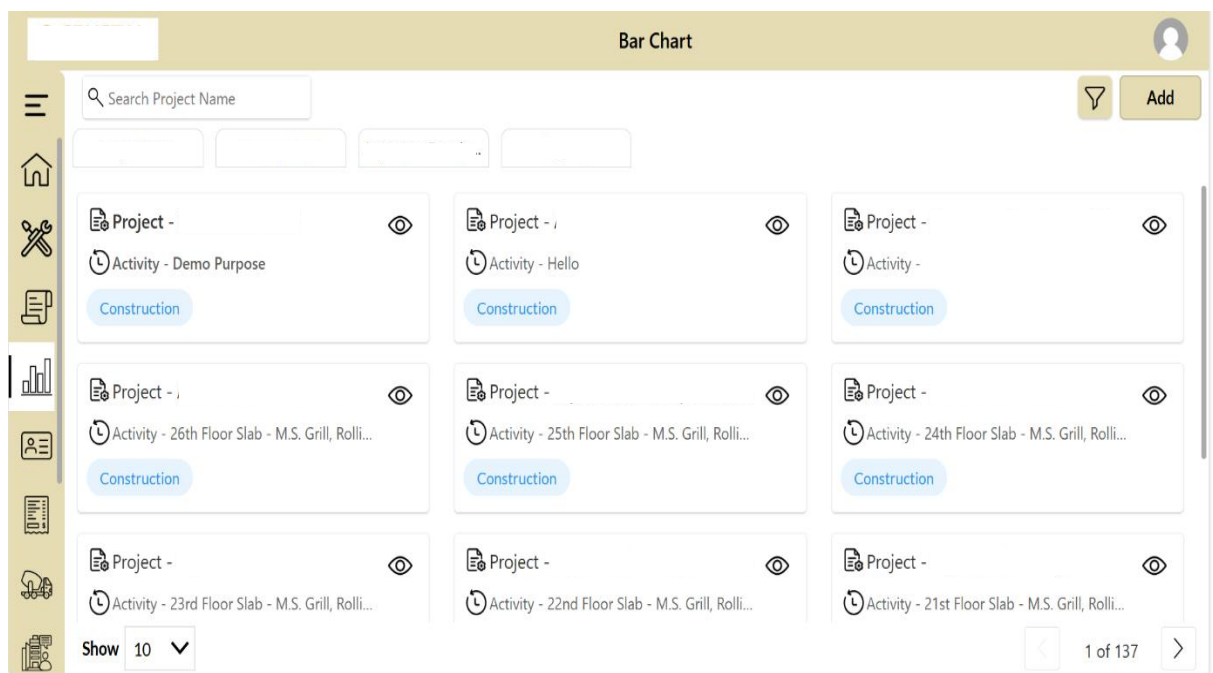 Bar Chart
Search Project Name
Add
Project -
Activity - Demo Purpose
Construction
Project -
Activity - Hello
Construction
Project -
Activity -
Construction
Project -
Activity - 26th Floor Slab - M.S. Grill, Rolli...
Construction
Project -
Activity - 25th Floor Slab - M.S. Grill, Rolli...
Construction
Project -
Activity - 24th Floor Slab - M.S. Grill, Rolli...
Construction
Project -
Activity - 23rd Floor Slab - M.S. Grill, Rolli...
Project -
Activity - 22nd Floor Slab - M.S. Grill, Rolli...
Project -
Activity - 21st Floor Slab - M.S. Grill, Rolli...
Show 10
1 of 137